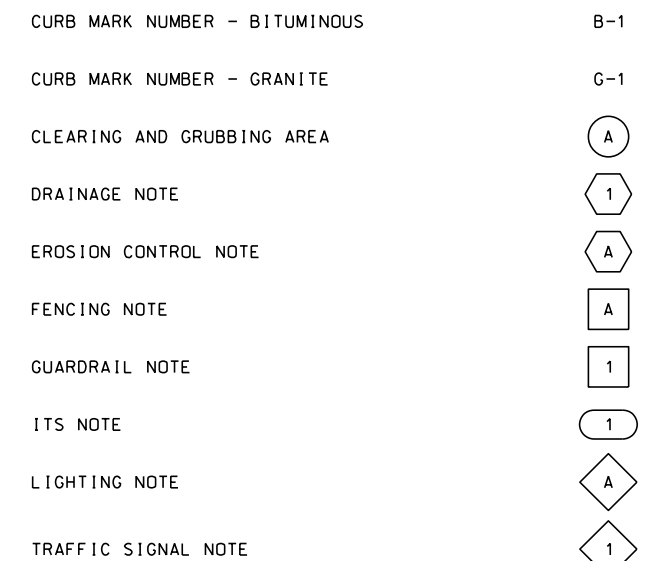 CURB MARK NUMBER - BITUMINOUS B-1
CURB MARK NUMBER - GRANITE G-1
CLEARING AND GRUBBING AREA A
DRAINAGE NOTE 1
EROSION CONTROL NOTE A
FENCING NOTE A
GUARDRAIL NOTE 1
ITS NOTE 1
LIGHTING NOTE A
TRAFFIC SIGNAL NOTE 1